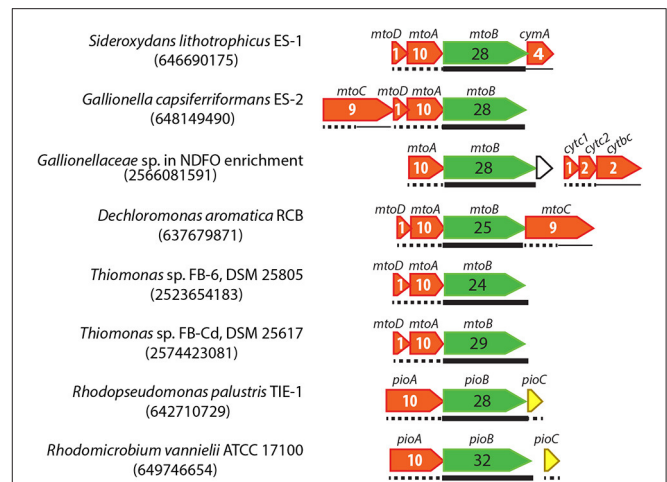 mtoD mtoA mtoB cymA
Sideroxydans lithotrophicus ES-1
1 10 28 4
(646690175)
mtoC mtoD mtoA mtoB
Gallionella capsiferriformans ES-2
9 1 10 28
(648149490)
mtoA mtoB cytc1 cytc2 cytbc
Gallionellaceae sp. in NDFO enrichment
10 28 1 2 2
(2566081591)
mtoD mtoA mtoB mtoC
Dechloromonas aromatica RCB
1 10 25 9
(637679871)
mtoD mtoA mtoB
Thiomonas sp. FB-6, DSM 25805
1 10 24
(2523654183)
mtoD mtoA mtoB
Thiomonas sp. FB-Cd, DSM 25617
1 10 29
(2574423081)
pioA pioB pioC
Rhodopseudomonas palustris TIE-1
10 28
(642710729)
pioA pioB pioC
Rhodomicrobium vannielii ATCC 17100
10 32
(649746654)